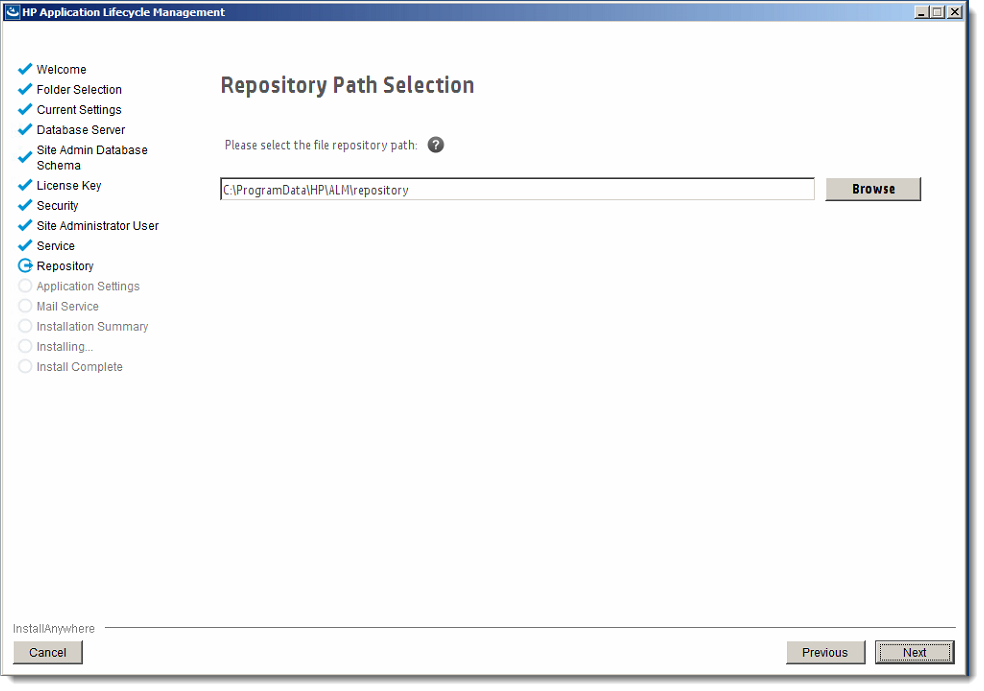 HP Application Lifecycle Management
Welcome
Folder Selection
Current Settings
Database Server
Site Admin Database
Schema
License Key
Security
Site Administrator User
Service
Repository
Application Settings
Mail Service
Installation Summary
Installing...
Install Complete
Repository Path Selection
Please select the file repository path: ?
C:\ProgramData\HP\ALM\repository
Browse
InstallAnywhere
Cancel
Previous
Next